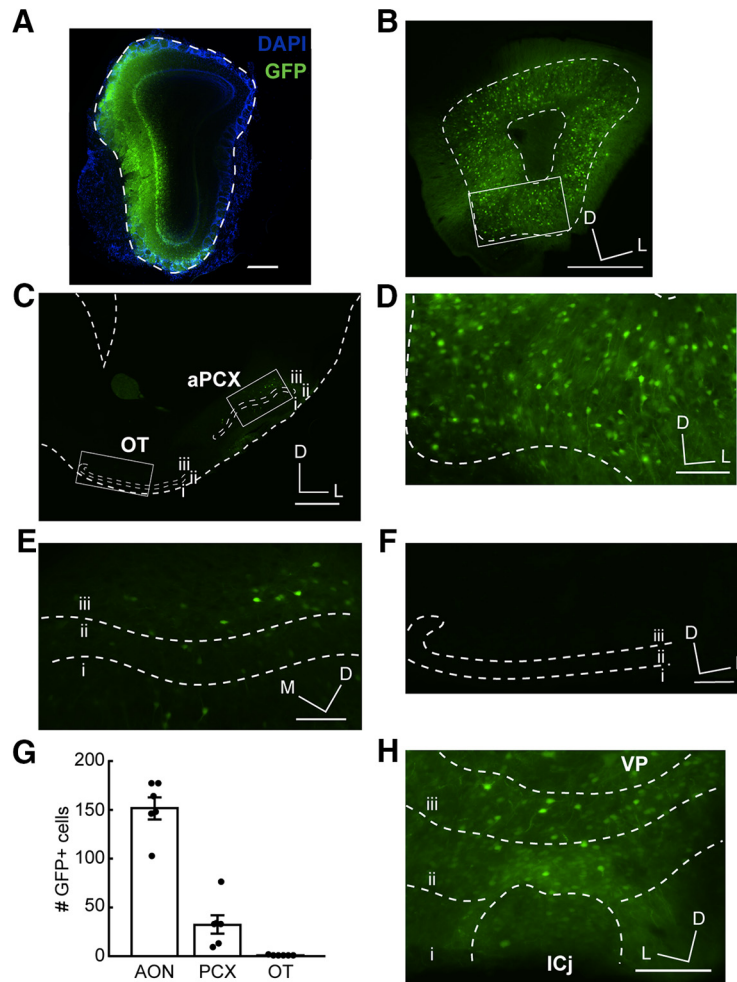 A
DAPI
GFP
B
D
L
C
aPCX
iii
ii
i
OT
iii
ii
i
D
L
D
D
L
E
iii
ii
i
M
D
F
iii
ii
i
D
G
200
150
100
50
0
# GFP+ cells
AON
PCX
OT
H
VP
iii
ii
i
ICj
L
D